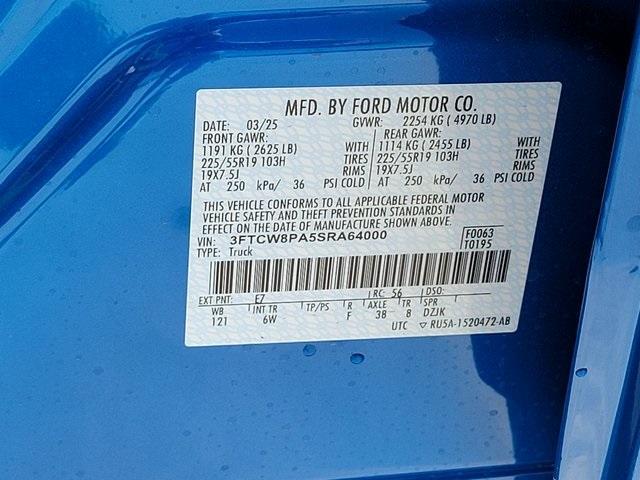 MFD. BY FORD MOTOR CO.
DATE: 03/25 GVWR: 2254 KG ( 4970 LB)
FRONT GAWR: REAR GAWR:
1191 KG ( 2625 LB) WITH 1114 KG ( 2455 LB) WITH
225/55R19 103H TIRES 225/55R19 103H TIRES
19X7.5J RIMS 19X7.5J RIMS
AT 250 kPa/ 36 PSI COLD AT 250 kPa/ 36 PSI COLD
THIS VEHICLE CONFORMS TO ALL APPLICABLE FEDERAL MOTOR
VEHICLE SAFETY AND THEFT PREVENTION STANDARDS IN
EFFECT ON THE DATE OF MANUFACTURE SHOWN ABOVE.
VIN: 3FTCW8PA5SRA64000 F0063
TYPE: Truck T0195
EXT PNT: E7 RC: 56 DSO:
WB INT TR TP/PS R AXLE TR SPR
121 6W F 38 8 DZJK
UTC ▽ RU5A-1520472-AB